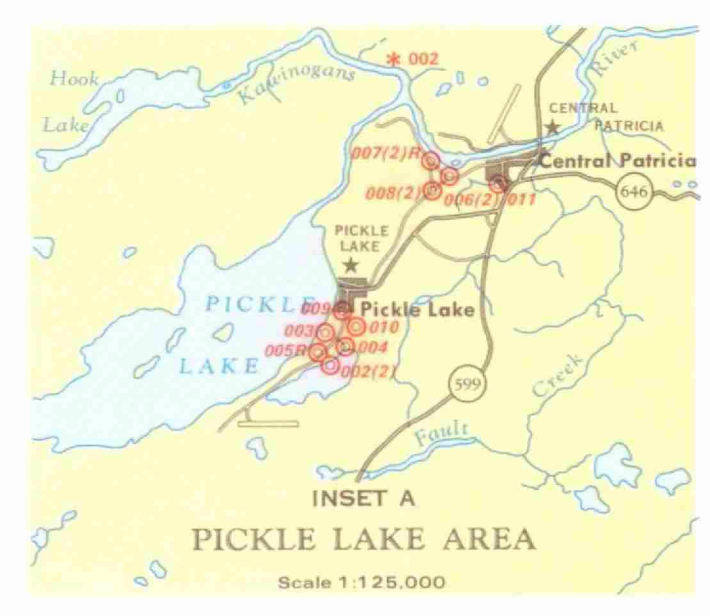 * 002
Hook
Lake
Kawinogans
River
CENTRAL
PATRICIA
Central Patricia
007(2)R
008(2)
006(2)
011
646
PICKLE
LAKE
PICKLE
LAKE
009
Pickle Lake
003
010
005R
004
002(2)
599
Fault
Creek
INSET A
PICKLE LAKE AREA
Scale 1:125,000